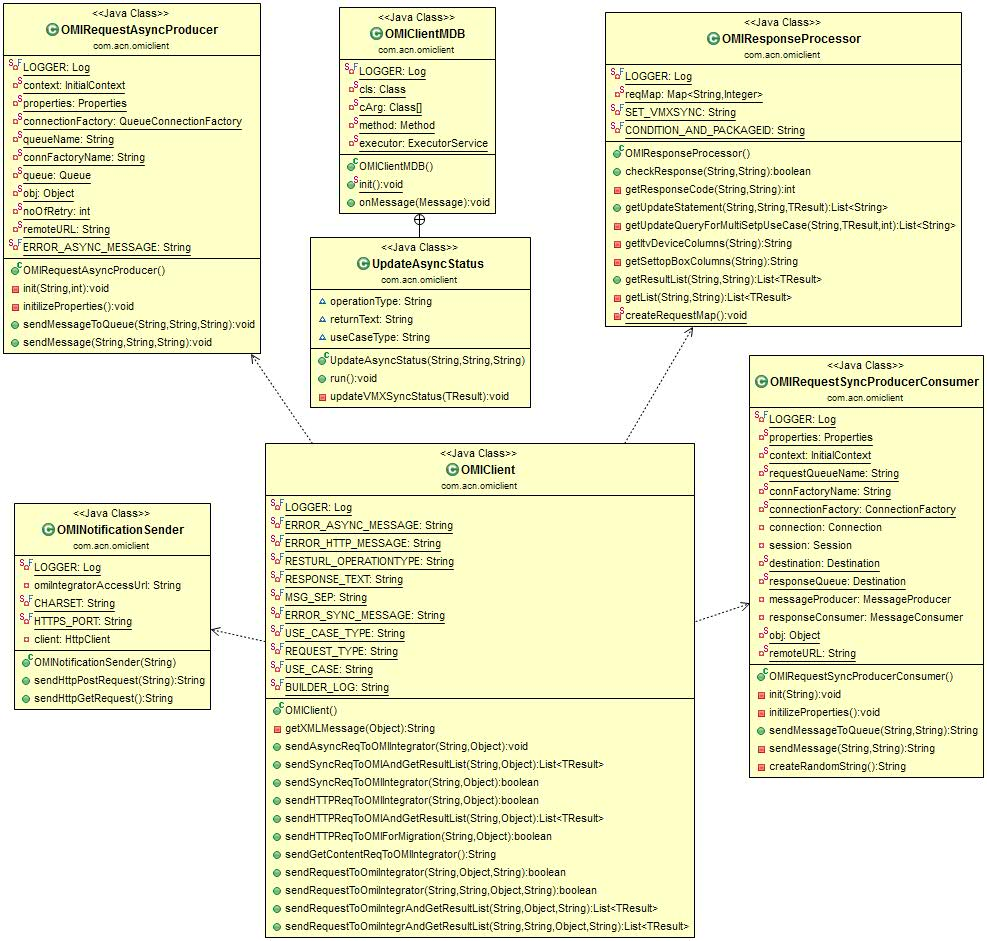 <<Java Class>>
OMIRequestAsyncProducer
com.acn.omiclient
LOGGER: Log
context: InitialContext
properties: Properties
connectionFactory: QueueConnectionFactory
queueName: String
connFactoryName: String
queue: Queue
obj: Object
noOfRetry: int
remoteURL: String
ERROR_ASYNC_MESSAGE: String
OMIRequestAsyncProducer()
init(String,int):void
initilizeProperties():void
sendMessageToQueue(String,String,String):void
sendMessage(String,String,String):void
<<Java Class>>
OMIClientMDB
com.acn.omiclient
LOGGER: Log
cls: Class
cArg: Class[]
method: Method
executor: ExecutorService
OMIClientMDB()
init():void
onMessage(Message):void
<<Java Class>>
OMIResponseProcessor
com.acn.omiclient
LOGGER: Log
reqMap: Map<String,Integer>
SET_VMXSYNC: String
CONDITION_AND_PACKAGEID: String
OMIResponseProcessor()
checkResponse(String,String):boolean
getResponseCode(String,String):int
getUpdateStatement(String,String,TResult):List<String>
getUpdateQueryForMultiSetpUseCase(String,TResult,int):List<String>
getItvDeviceColumns(String):String
getSettopBoxColumns(String):String
getResultList(String,String):List<TResult>
getList(String,String):List<TResult>
createRequestMap():void
<<Java Class>>
UpdateAsyncStatus
com.acn.omiclient
operationType: String
returnText: String
useCaseType: String
UpdateAsyncStatus(String,String,String)
run():void
updateVMXSyncStatus(TResult):void
<<Java Class>>
OMIRequestSyncProducerConsumer
com.acn.omiclient
LOGGER: Log
properties: Properties
context: InitialContext
requestQueueName: String
connFactoryName: String
connectionFactory: ConnectionFactory
connection: Connection
session: Session
destination: Destination
responseQueue: Destination
messageProducer: MessageProducer
responseConsumer: MessageConsumer
obj: Object
remoteURL: String
OMIRequestSyncProducerConsumer()
init(String):void
initilizeProperties():void
sendMessageToQueue(String,String):String
sendMessage(String,String):String
createRandomString():String
<<Java Class>>
OMIClient
com.acn.omiclient
LOGGER: Log
ERROR_ASYNC_MESSAGE: String
ERROR_HTTP_MESSAGE: String
RESTURL_OPERATIONTYPE: String
RESPONSE_TEXT: String
MSG_SEP: String
ERROR_SYNC_MESSAGE: String
USE_CASE_TYPE: String
REQUEST_TYPE: String
USE_CASE: String
BUILDER_LOG: String
OMIClient()
getXMLMessage(Object):String
sendAsyncReqToOMIIntegrator(String,Object):void
sendSyncReqToOMIAndGetResultList(String,Object):List<TResult>
sendSyncReqToOMIIntegrator(String,Object):boolean
sendHTTPReqToOMIIntegrator(String,Object):boolean
sendHTTPReqToOMIAndGetResultList(String,Object):List<TResult>
sendHTTPReqToOMIForMigration(String,Object):boolean
sendGetContentReqToOMIIntegrator():String
sendRequestToOmiIntegrator(String,Object,String):boolean
sendRequestToOmiIntegrator(String,String,Object,String):boolean
sendRequestToOmiIntegrAndGetResultList(String,Object,String):List<TResult>
sendRequestToOmiIntegrAndGetResultList(String,String,Object,String):List<TResult>
<<Java Class>>
OMINotificationSender
com.acn.omiclient
LOGGER: Log
omiIntegratorAccessUrl: String
CHARSET: String
HTTPS_PORT: String
client: HttpClient
OMINotificationSender(String)
sendHttpPostRequest(String):String
sendHttpGetRequest():String